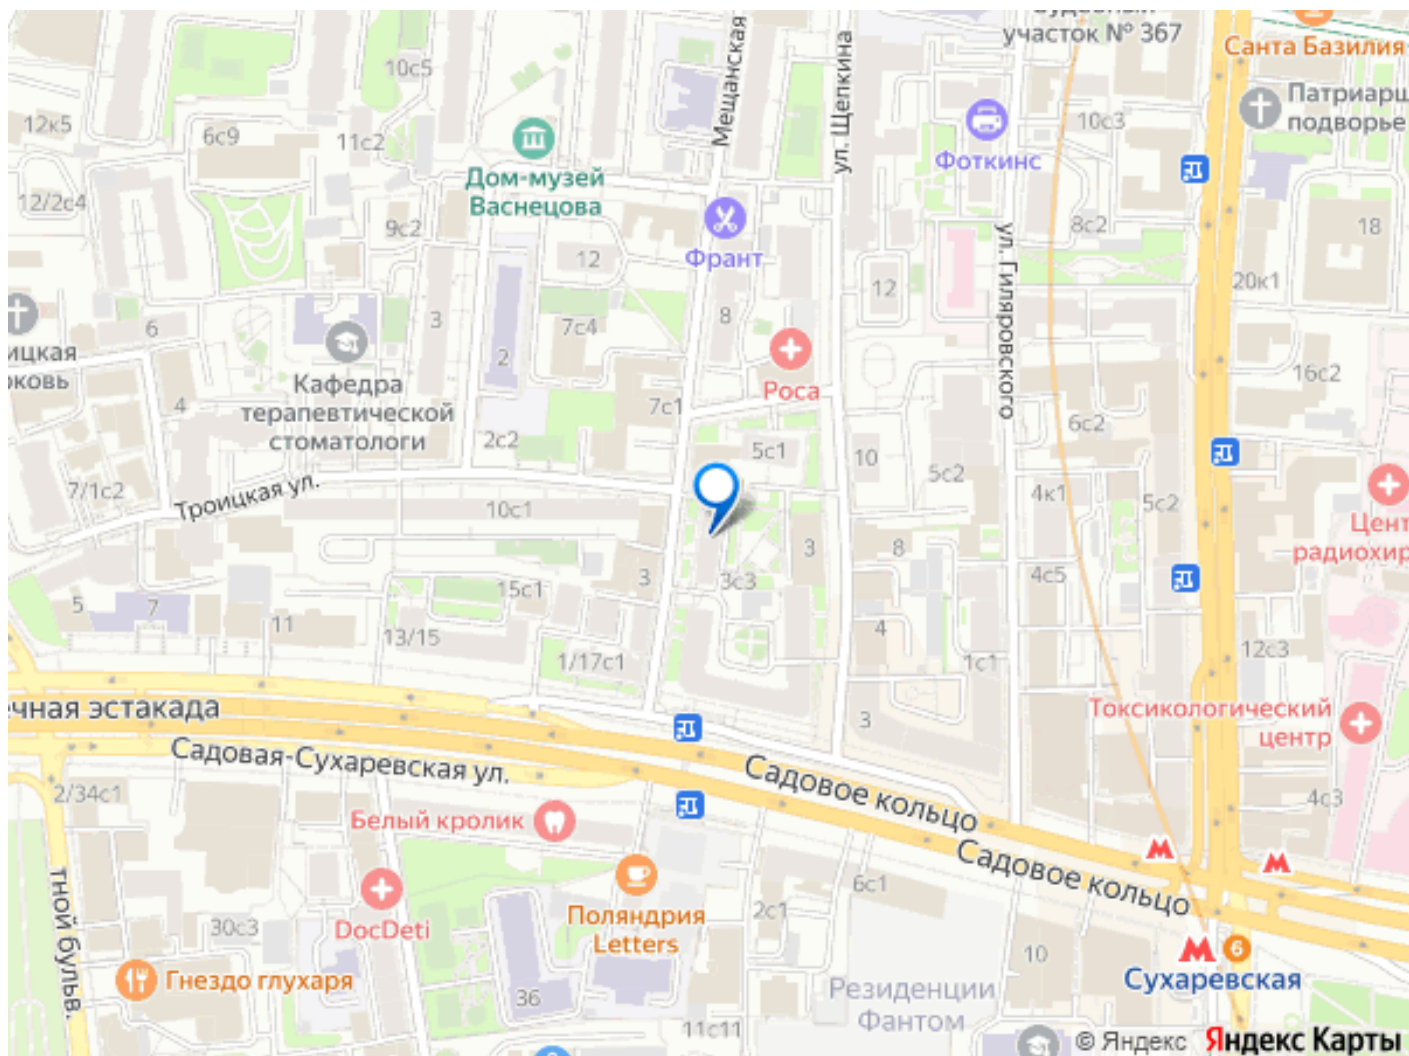 участок № 367
Санта Базилия
Мещанская
ул. Щепкина
10с5
Патриарш
подворье
12к5
6с9
11с2
Дом-музей
Васнецова
Фоткинс
10с3
12/2с4
9с2
Франт
12
8с2
18
ул. Гиляровского
20к1
12
8
7с4
6
3
2
ицкая
рковь
Роса
16с2
Кафедра
терапевтической
стоматологи
4
7с1
6с2
2с2
5с1
10
5с2
7/1с2
Троицкая ул.
10с1
4к1
5с2
Цент
радиохир
3
8
3
3с3
4с5
15с1
5
7
11
13/15
4
12с3
1/17с1
1с1
ечная эстакада
3
Токсикологический
центр
Садовая-Сухаревская ул.
Садовое кольцо
2/34с1
4с3
Белый кролик
Садовое кольцо
тной бульв.
6с1
Поляндрия
Letters
2с1
30с3
DocDeti
10
6
Сухаревская
Гнездо глухаря
36
Резиденции
Фантом
11с11
© Яндекс Яндекс Карты